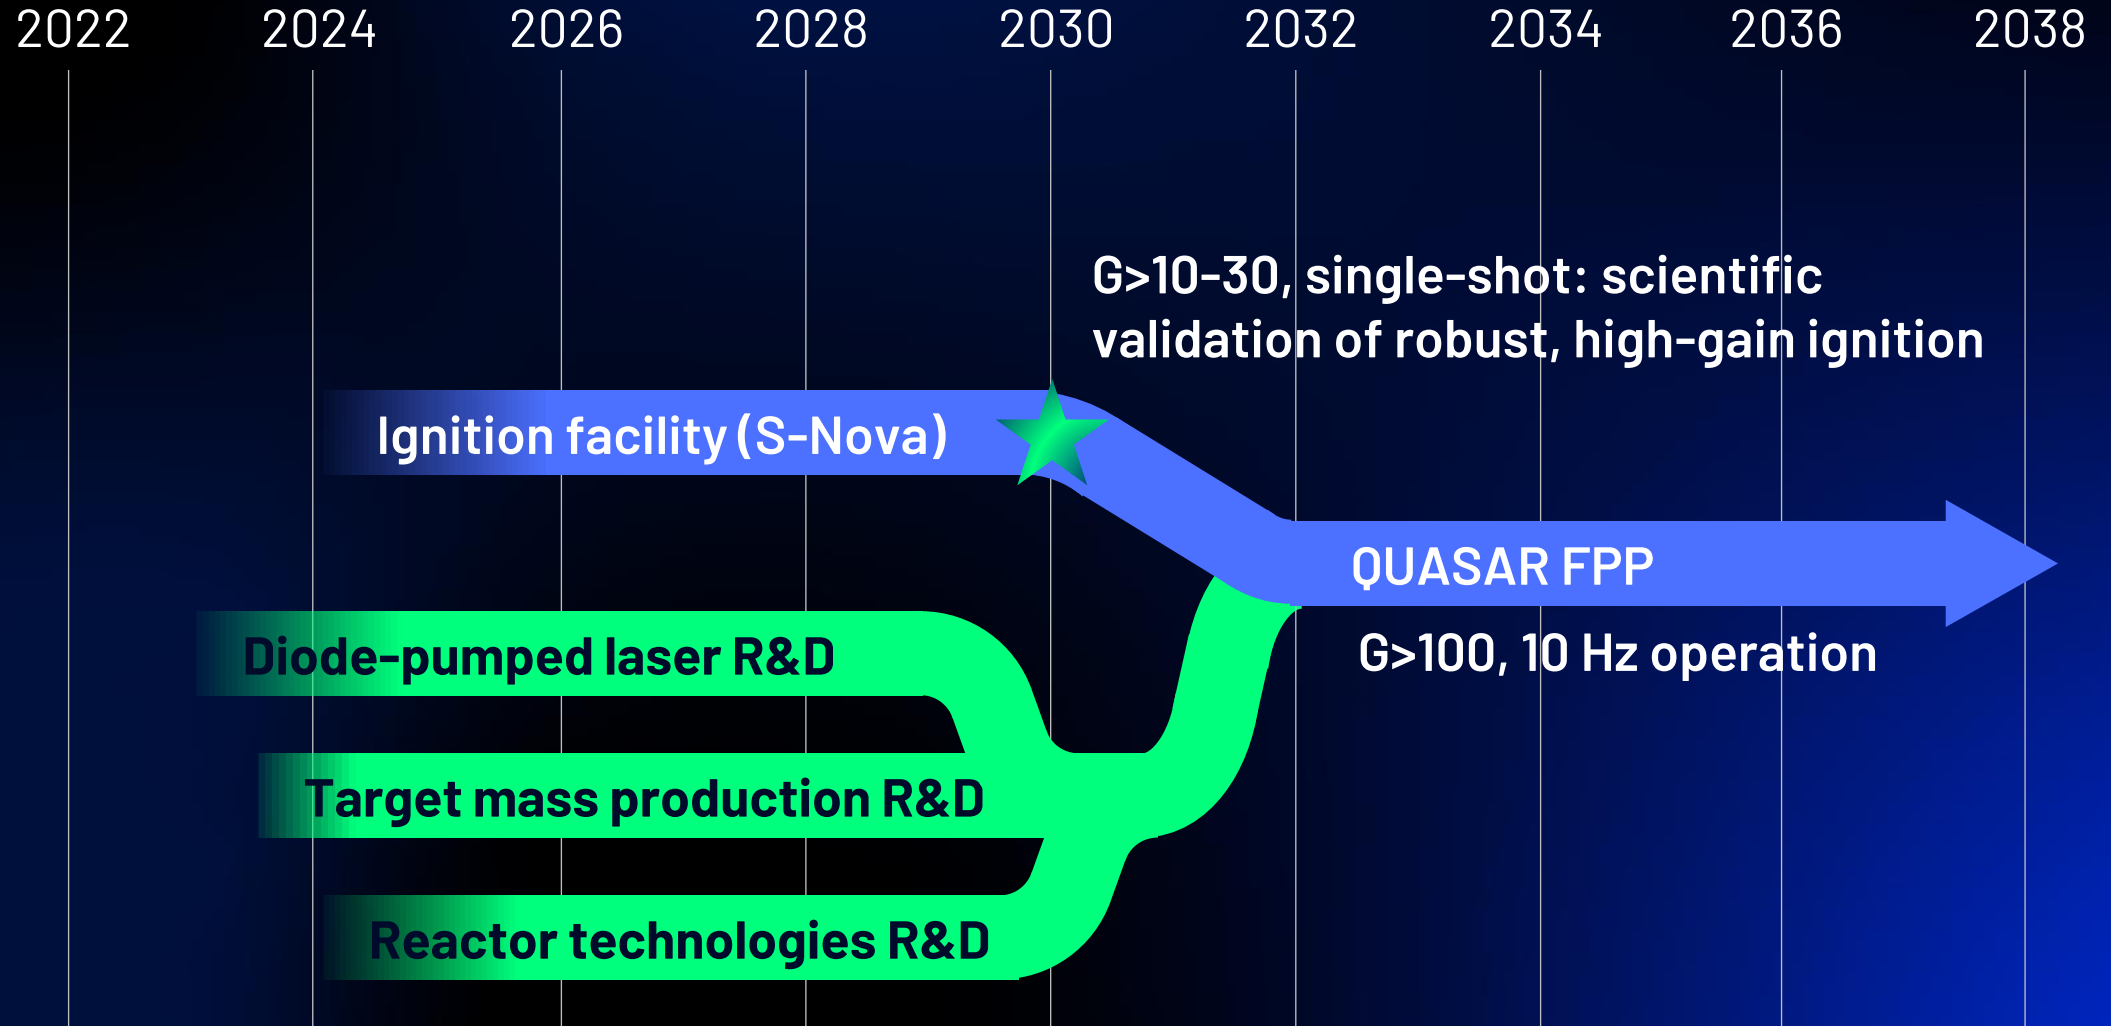 2022 2024 2026 2028 2030 2032 2034 2036 2038
G>10-30, single-shot: scientific
validation of robust, high-gain ignition
Ignition facility (S-Nova)
QUASAR FPP
G>100, 10 Hz operation
Diode-pumped laser R&D
Target mass production R&D
Reactor technologies R&D